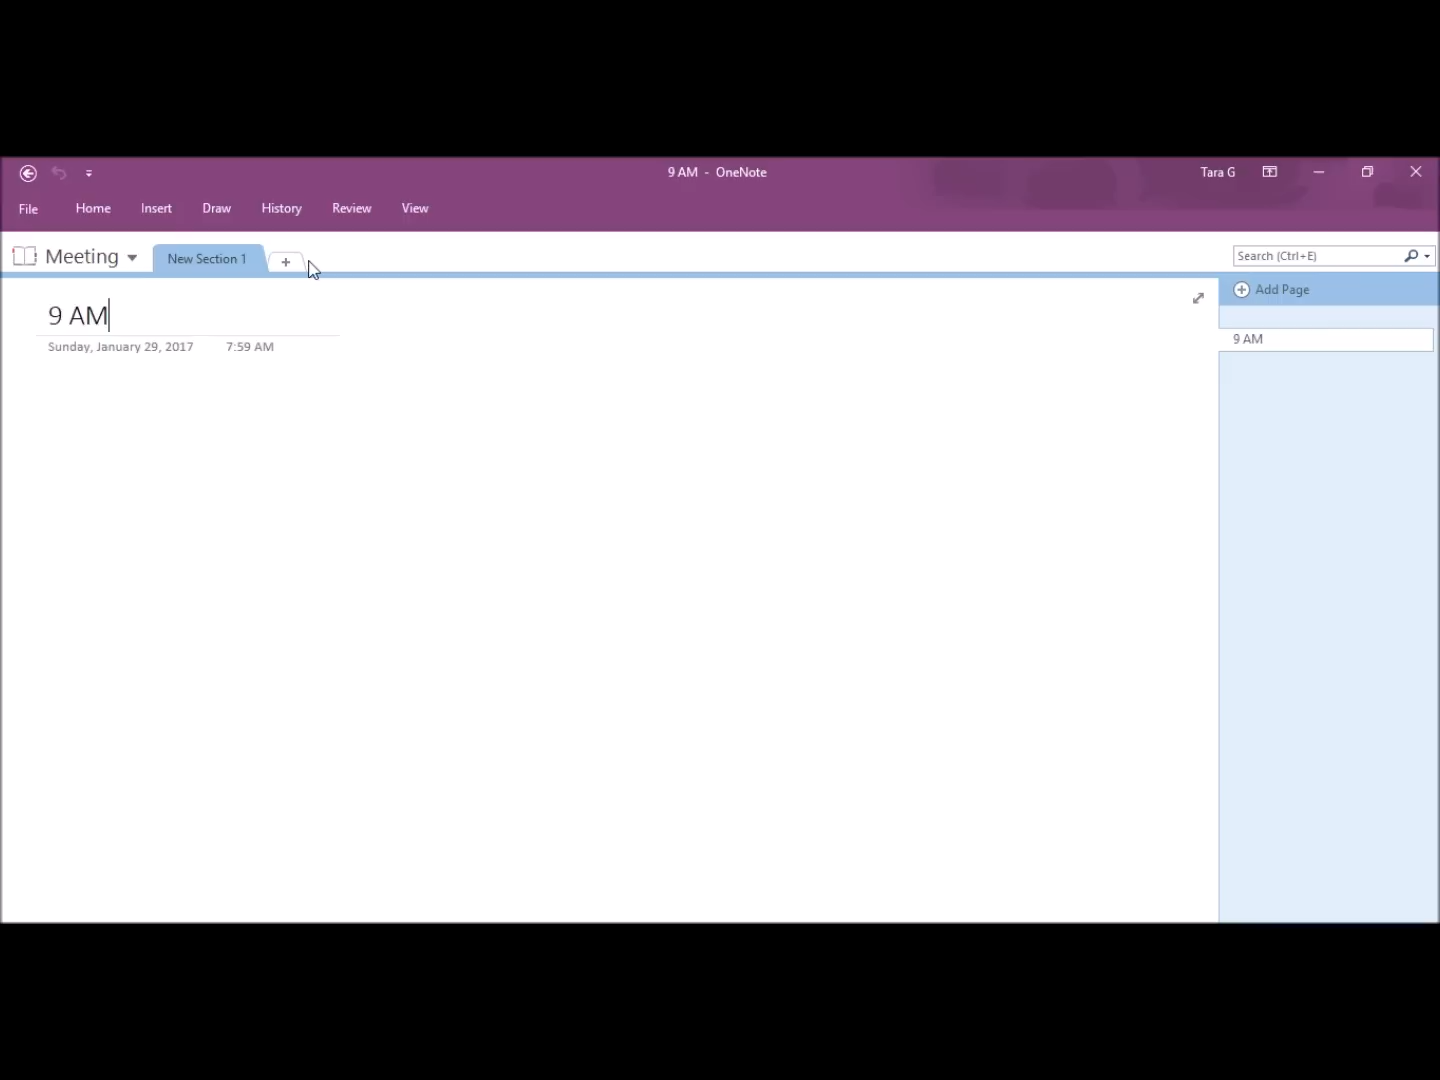 9 AM - OneNote
Tara G
File Home Insert Draw History Review View
Meeting
New Section 1
+
Search (Ctrl+E)
Add Page
9 AM
Sunday, January 29, 2017 7:59 AM
9 AM